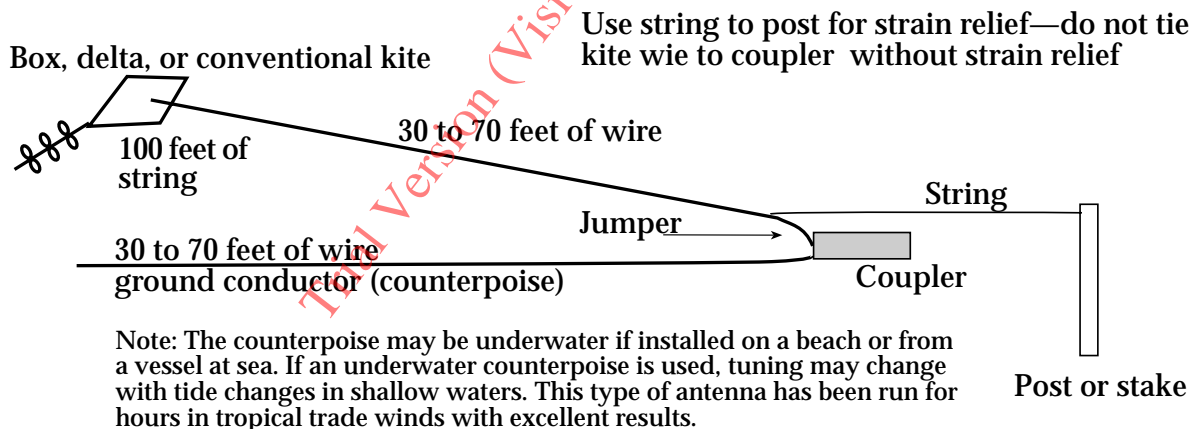 Use string to post for strain relief—do not tie
kite wie to coupler without strain relief
Box, delta, or conventional kite
30 to 70 feet of wire
100 feet of
string
String
Jumper
30 to 70 feet of wire
ground conductor (counterpoise)
Coupler
Note: The counterpoise may be underwater if installed on a beach or from
a vessel at sea. If an underwater counterpoise is used, tuning may change
with tide changes in shallow waters. This type of antenna has been run for
hours in tropical trade winds with excellent results.
Post or stake
Trial Version (Vis